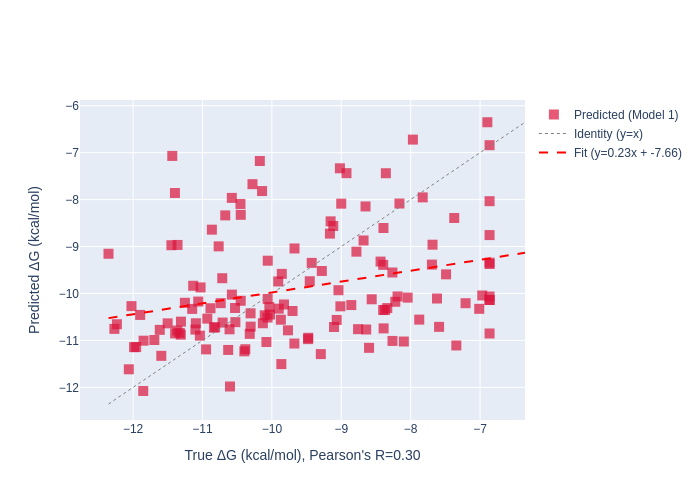 −6
−7
−8
−9
−10
−11
−12
Predicted ΔG (kcal/mol)
−12
−11
−10
−9
−8
−7
True ΔG (kcal/mol), Pearson's R=0.30
Predicted (Model 1)
Identity (y=x)
Fit (y=0.23x + -7.66)